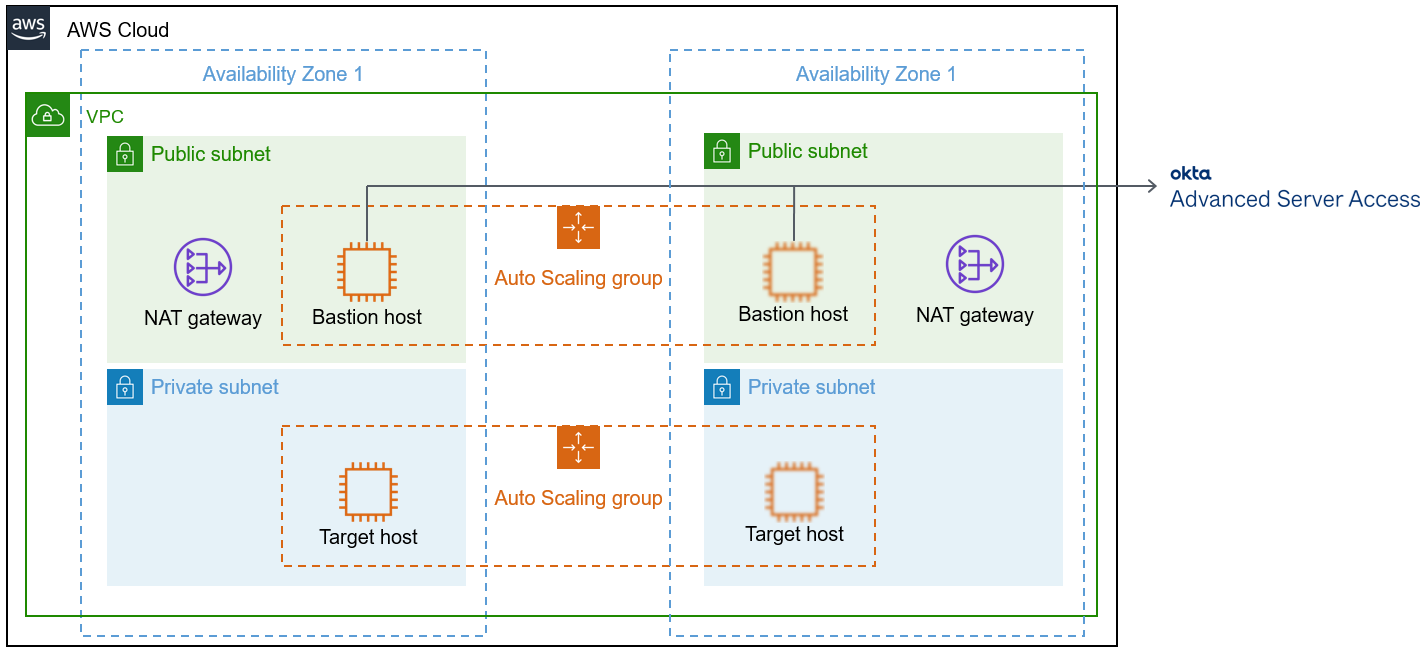 aws
AWS Cloud
Availability Zone 1
Availability Zone 1
VPC
Public subnet
Public subnet
okta
Advanced Server Access
Auto Scaling group
NAT gateway
Bastion host
Bastion host
NAT gateway
Private subnet
Private subnet
Auto Scaling group
Target host
Target host